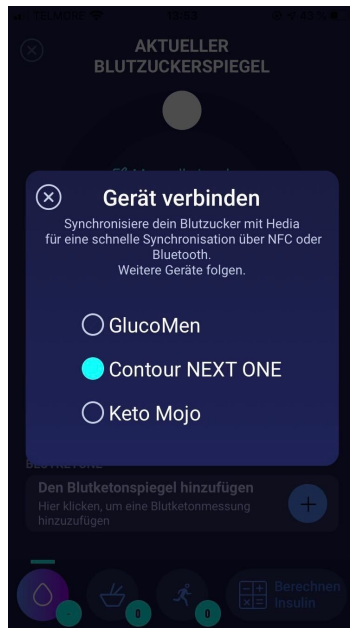 AKTUELLER
BLUTZUCKERSPIEGEL
Gerät verbinden
Synchronisiere dein Blutzucker mit Hedia
für eine schnelle Synchronisation über NFC oder
Bluetooth.
Weitere Geräte folgen.
GlucoMen
Contour NEXT ONE
Keto Mojo
Den Blutketonspiegel hinzufügen
Hier klicken, um eine Blutketonmessung
hinzuzufügen
0
0
Berechnen
Insulin